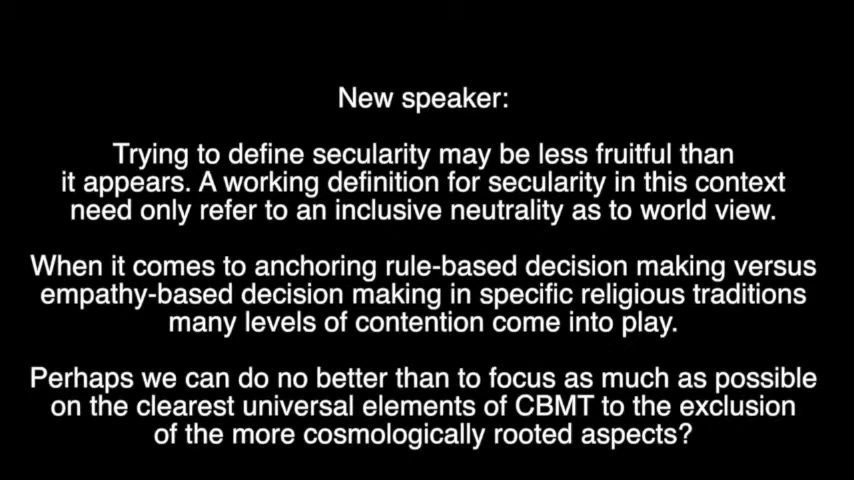 New speaker:
Trying to define secularity may be less fruitful than
it appears. A working definition for secularity in this context
need only refer to an inclusive neutrality as to world view.
When it comes to anchoring rule-based decision making versus
empathy-based decision making in specific religious traditions
many levels of contention come into play.
Perhaps we can do no better than to focus as much as possible
on the clearest universal elements of CBMT to the exclusion
of the more cosmologically rooted aspects?